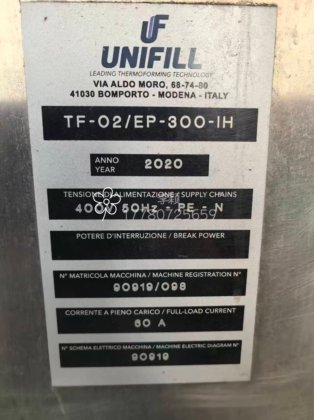 UF
UNIFILL
LEADING THERMOFORMING TECHNOLOGY
VIA ALDO MORO, 68-74-80
41030 BOMPORTO - MODENA - ITALY
TF-02/EP-300-IH
ANNO
YEAR
2020
TENSIONE DI ALIMENTAZIONE / SUPPLY CHAINS
400V 50Hz - PE - N
17780725659
POTERE D'INTERRUZIONE / BREAK POWER
N° MATRICOLA MACCHINA / MACHINE REGISTRATION N°
90919/098
CORRENTE A PIENO CARICO / FULL-LOAD CURRENT
60 A
N° SCHEMA ELETTRICO MACCHINA / MACHINE ELECTRIC DIAGRAM N°
90919